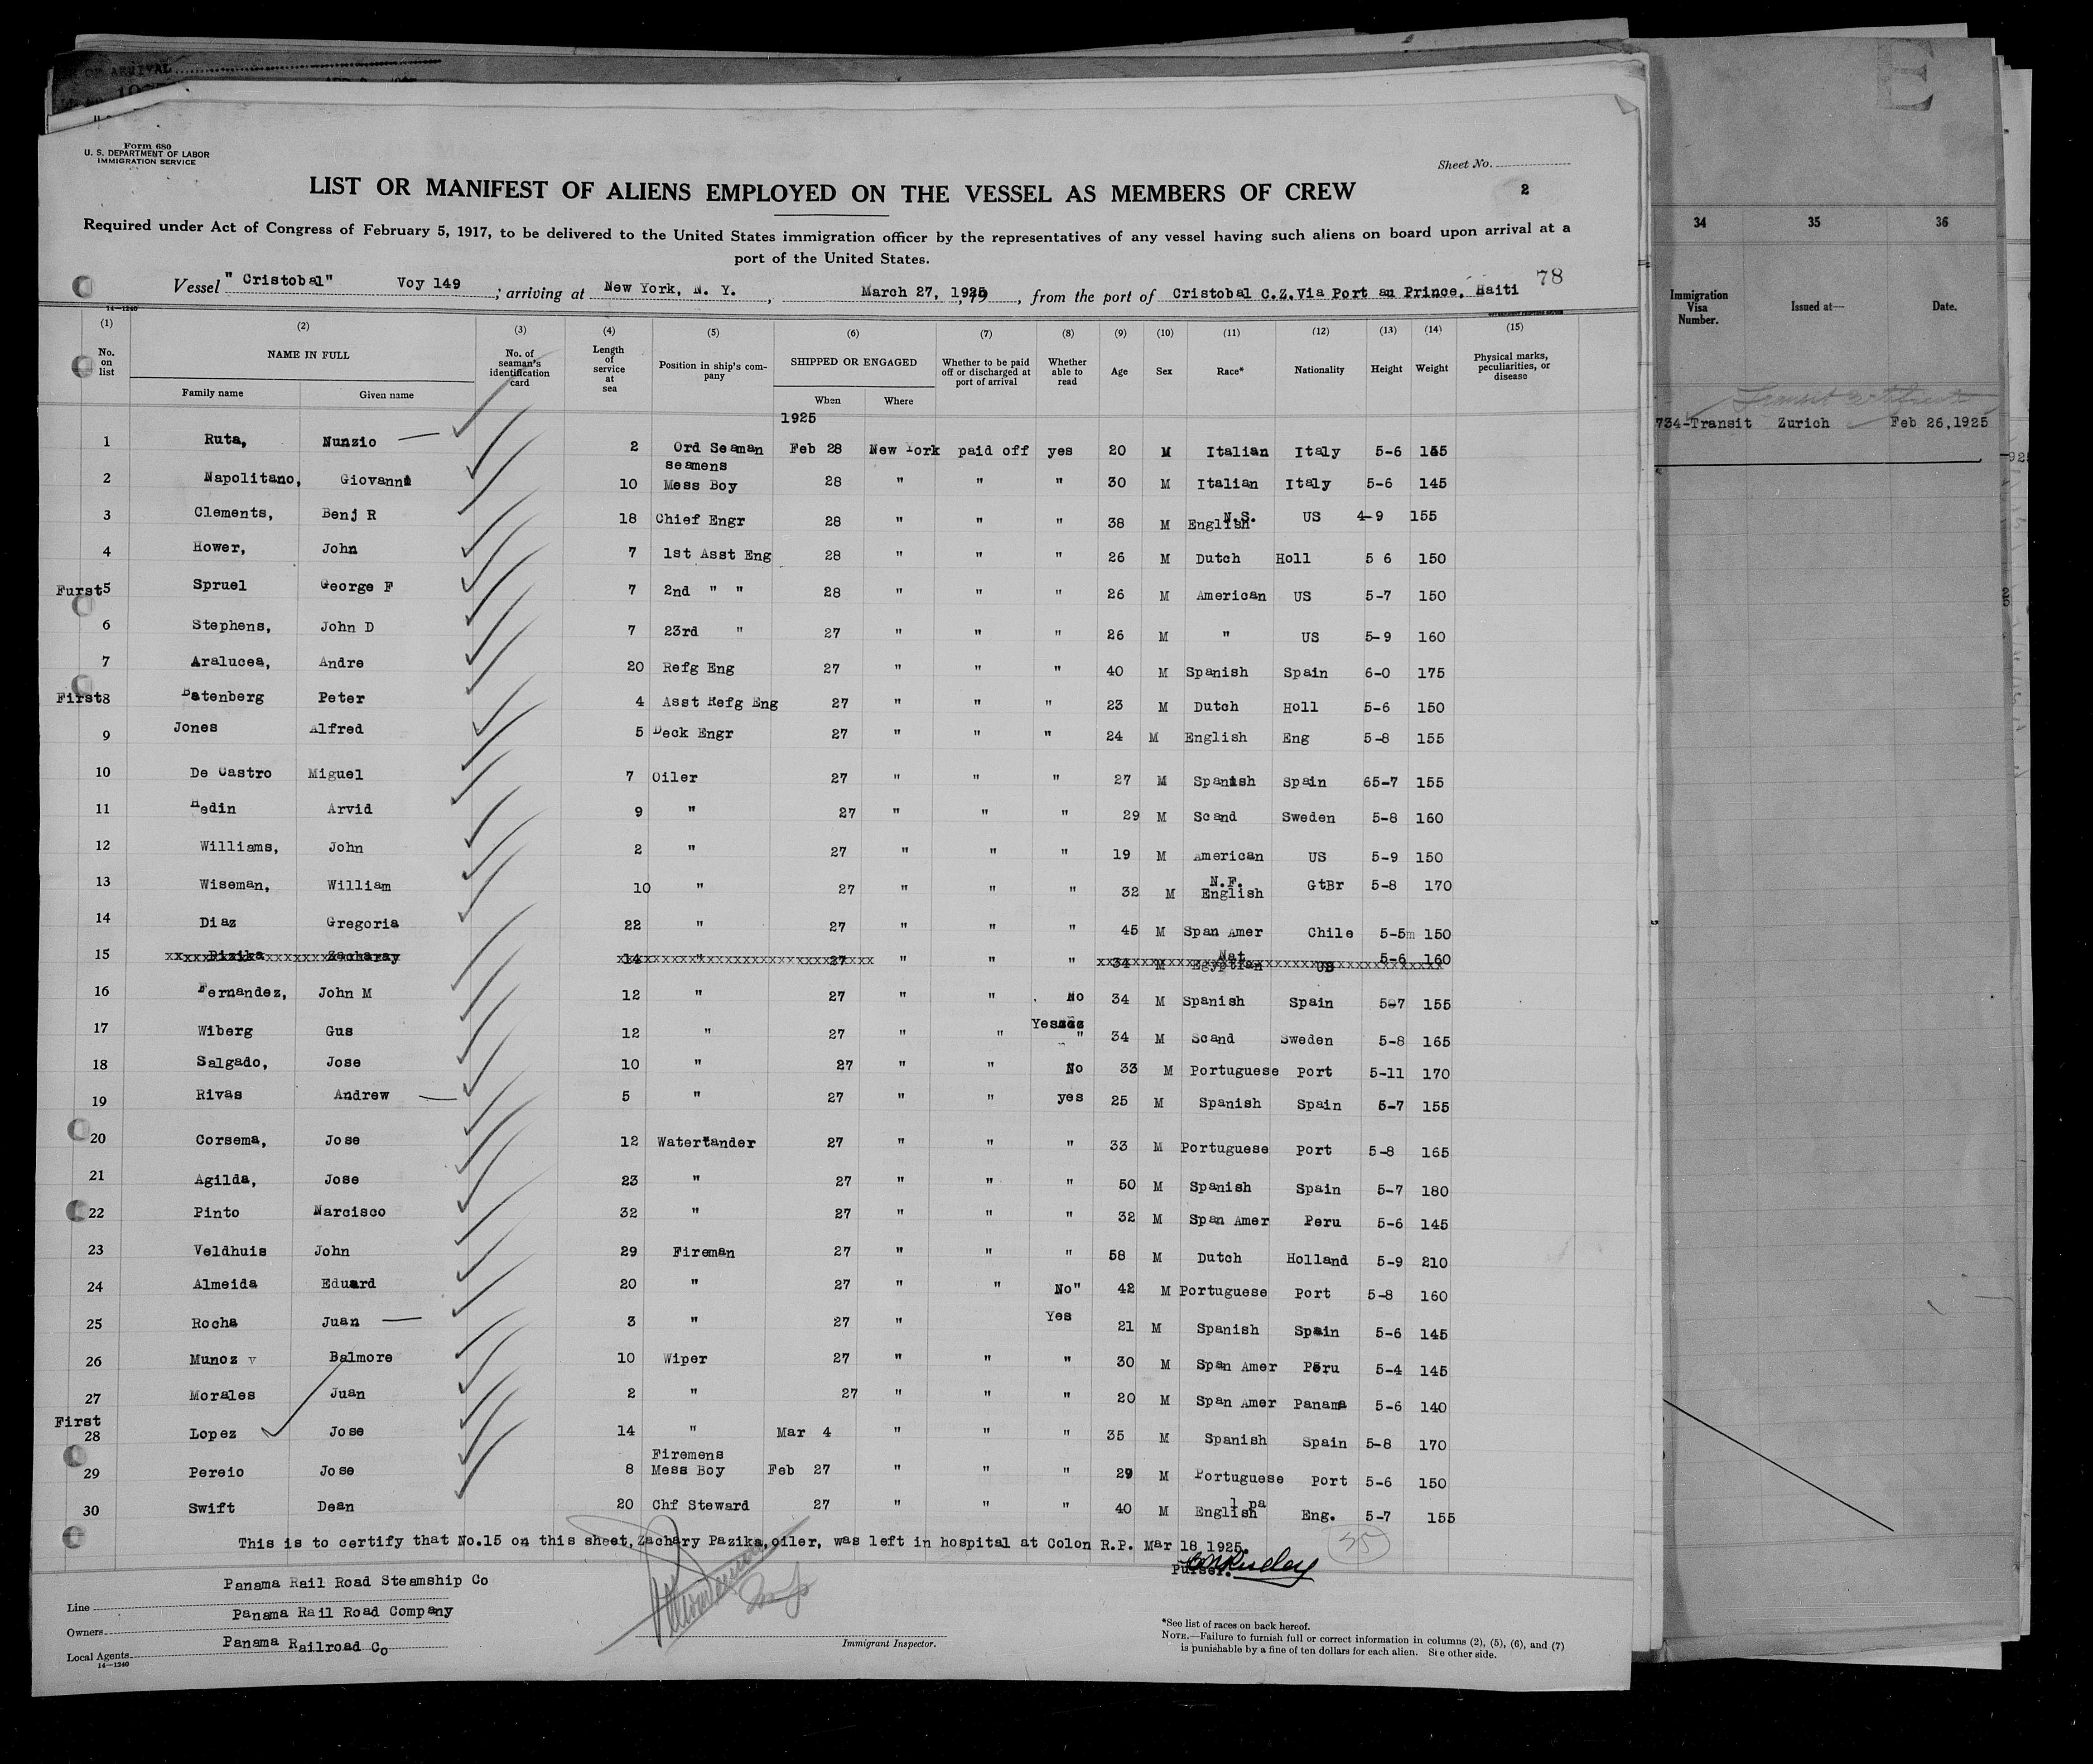 Form 680
U. S. DEPARTMENT OF LABOR
IMMIGRATION SERVICE
Sheet No.
2
LIST OR MANIFEST OF ALIENS EMPLOYED ON THE VESSEL AS MEMBERS OF CREW
Required under Act of Congress of February 5, 1917, to be delivered to the United States immigration officer by the representatives of any vessel having such aliens on board upon arrival at a
port of the United States.
78
Vessel "Cristobal" Voy 149 ; arriving at New York, N. Y. , March 27, 1925 , from the port of Cristobal C.Z. Via Port au Prince, Haiti
14-1240
(1) (2) (3) (4) (5) (6) (7) (8) (9) (10) (11) (12) (13) (14) (15)
No. on list NAME IN FULL No. of seaman's identification card Length of service at sea Position in ship's company SHIPPED OR ENGAGED Whether to be paid off or discharged at port of arrival Whether able to read Age Sex Race* Nationality Height Weight Physical marks, peculiarities, or disease
Family name Given name When Where
1925
1 Ruta, Nunzio 2 Ord Seaman Feb 28 New York paid off yes 20 M Italian Italy 5-6 155
2 Napolitano, Giovanni 10 seamens Mess Boy 28 " " " 30 M Italian Italy 5-6 145
3 Clements, Benj R 18 Chief Engr 28 " " " 38 M N.S. English US 4-9 155
4 Hower, John 7 1st Asst Eng 28 " " " 26 M Dutch Holl 5 6 150
Furst 5 Spruel George F 7 2nd " " 28 " " " 26 M American US 5-7 150
6 Stephens, John D 7 23rd " 27 " " " 26 M " US 5-9 160
7 Aralucea, Andre 20 Refg Eng 27 " " " 40 M Spanish Spain 6-0 175
First 8 Batenberg Peter 4 Asst Refg Eng 27 " " " 23 M Dutch Holl 5-6 150
9 Jones Alfred 5 Deck Engr 27 " " " 24 M English Eng 5-8 155
10 De Castro Miguel 7 Oiler 27 " " " 27 M Spanish Spain 65-7 155
11 Hedin Arvid 9 " 27 " " " 29 M Scand Sweden 5-8 160
12 Williams, John 2 " 27 " " " 19 M American US 5-9 150
13 Wiseman, William 10 " 27 " " " 32 M N.F. English GtBr 5-8 170
14 Diaz Gregoria 22 " 27 " " " 45 M Span Amer Chile 5-5m 150
15 Pizika Zacharay 14 " 27 " " " 34 M Nat Egyptian US 5-6 160
16 Fernandez, John M 12 " 27 " " No 34 M Spanish Spain 5-7 155
17 Wiberg Gus 12 " 27 " " Yes " 34 M Scand Sweden 5-8 165
18 Salgado, Jose 10 " 27 " " No 33 M Portuguese Port 5-11 170
19 Rivas Andrew 5 " 27 " " yes 25 M Spanish Spain 5-7 155
20 Corsema, Jose 12 Watertander 27 " " " 33 M Portuguese Port 5-8 165
21 Agilda, Jose 23 " 27 " " " 50 M Spanish Spain 5-7 180
22 Pinto Narcisco 32 " 27 " " " 32 M Span Amer Peru 5-6 145
23 Veldhuis John 29 Fireman 27 " " " 58 M Dutch Holland 5-9 210
24 Almeida Eduard 20 " 27 " " No" 42 M Portuguese Port 5-8 160
25 Rocha Juan 3 " 27 " Yes 21 M Spanish Spain 5-6 145
26 Munoz v Balmore 10 Wiper 27 " " " 30 M Span Amer Peru 5-4 145
27 Morales Juan 2 " 27 " " " 20 M Span Amer Panama 5-6 140
First 28 Lopez Jose 14 " Mar 4 " " " 35 M Spanish Spain 5-8 170
29 Pereio Jose 8 Firemens Mess Boy Feb 27 " " " 29 M Portuguese Port 5-6 150
30 Swift Dean 20 Chf Steward 27 " " " 40 M English 1 pa Eng. 5-7 155
This is to certify that No.15 on this sheet, Zachary Pazika, oiler, was left in hospital at Colon R.P. Mar 18 1925.
35
Purser.
Line Panama Rail Road Steamship Co
Owners Panama Rail Road Company
Local Agents Panama Railroad Co
14-1240
Immigrant Inspector.
*See list of races on back hereof.
NOTE.—Failure to furnish full or correct information in columns (2), (5), (6), and (7)
is punishable by a fine of ten dollars for each alien. See other side.
E
34 35 36
Immigration Visa Number. Issued at— Date.
734-Transit Zurich Feb 26,1925